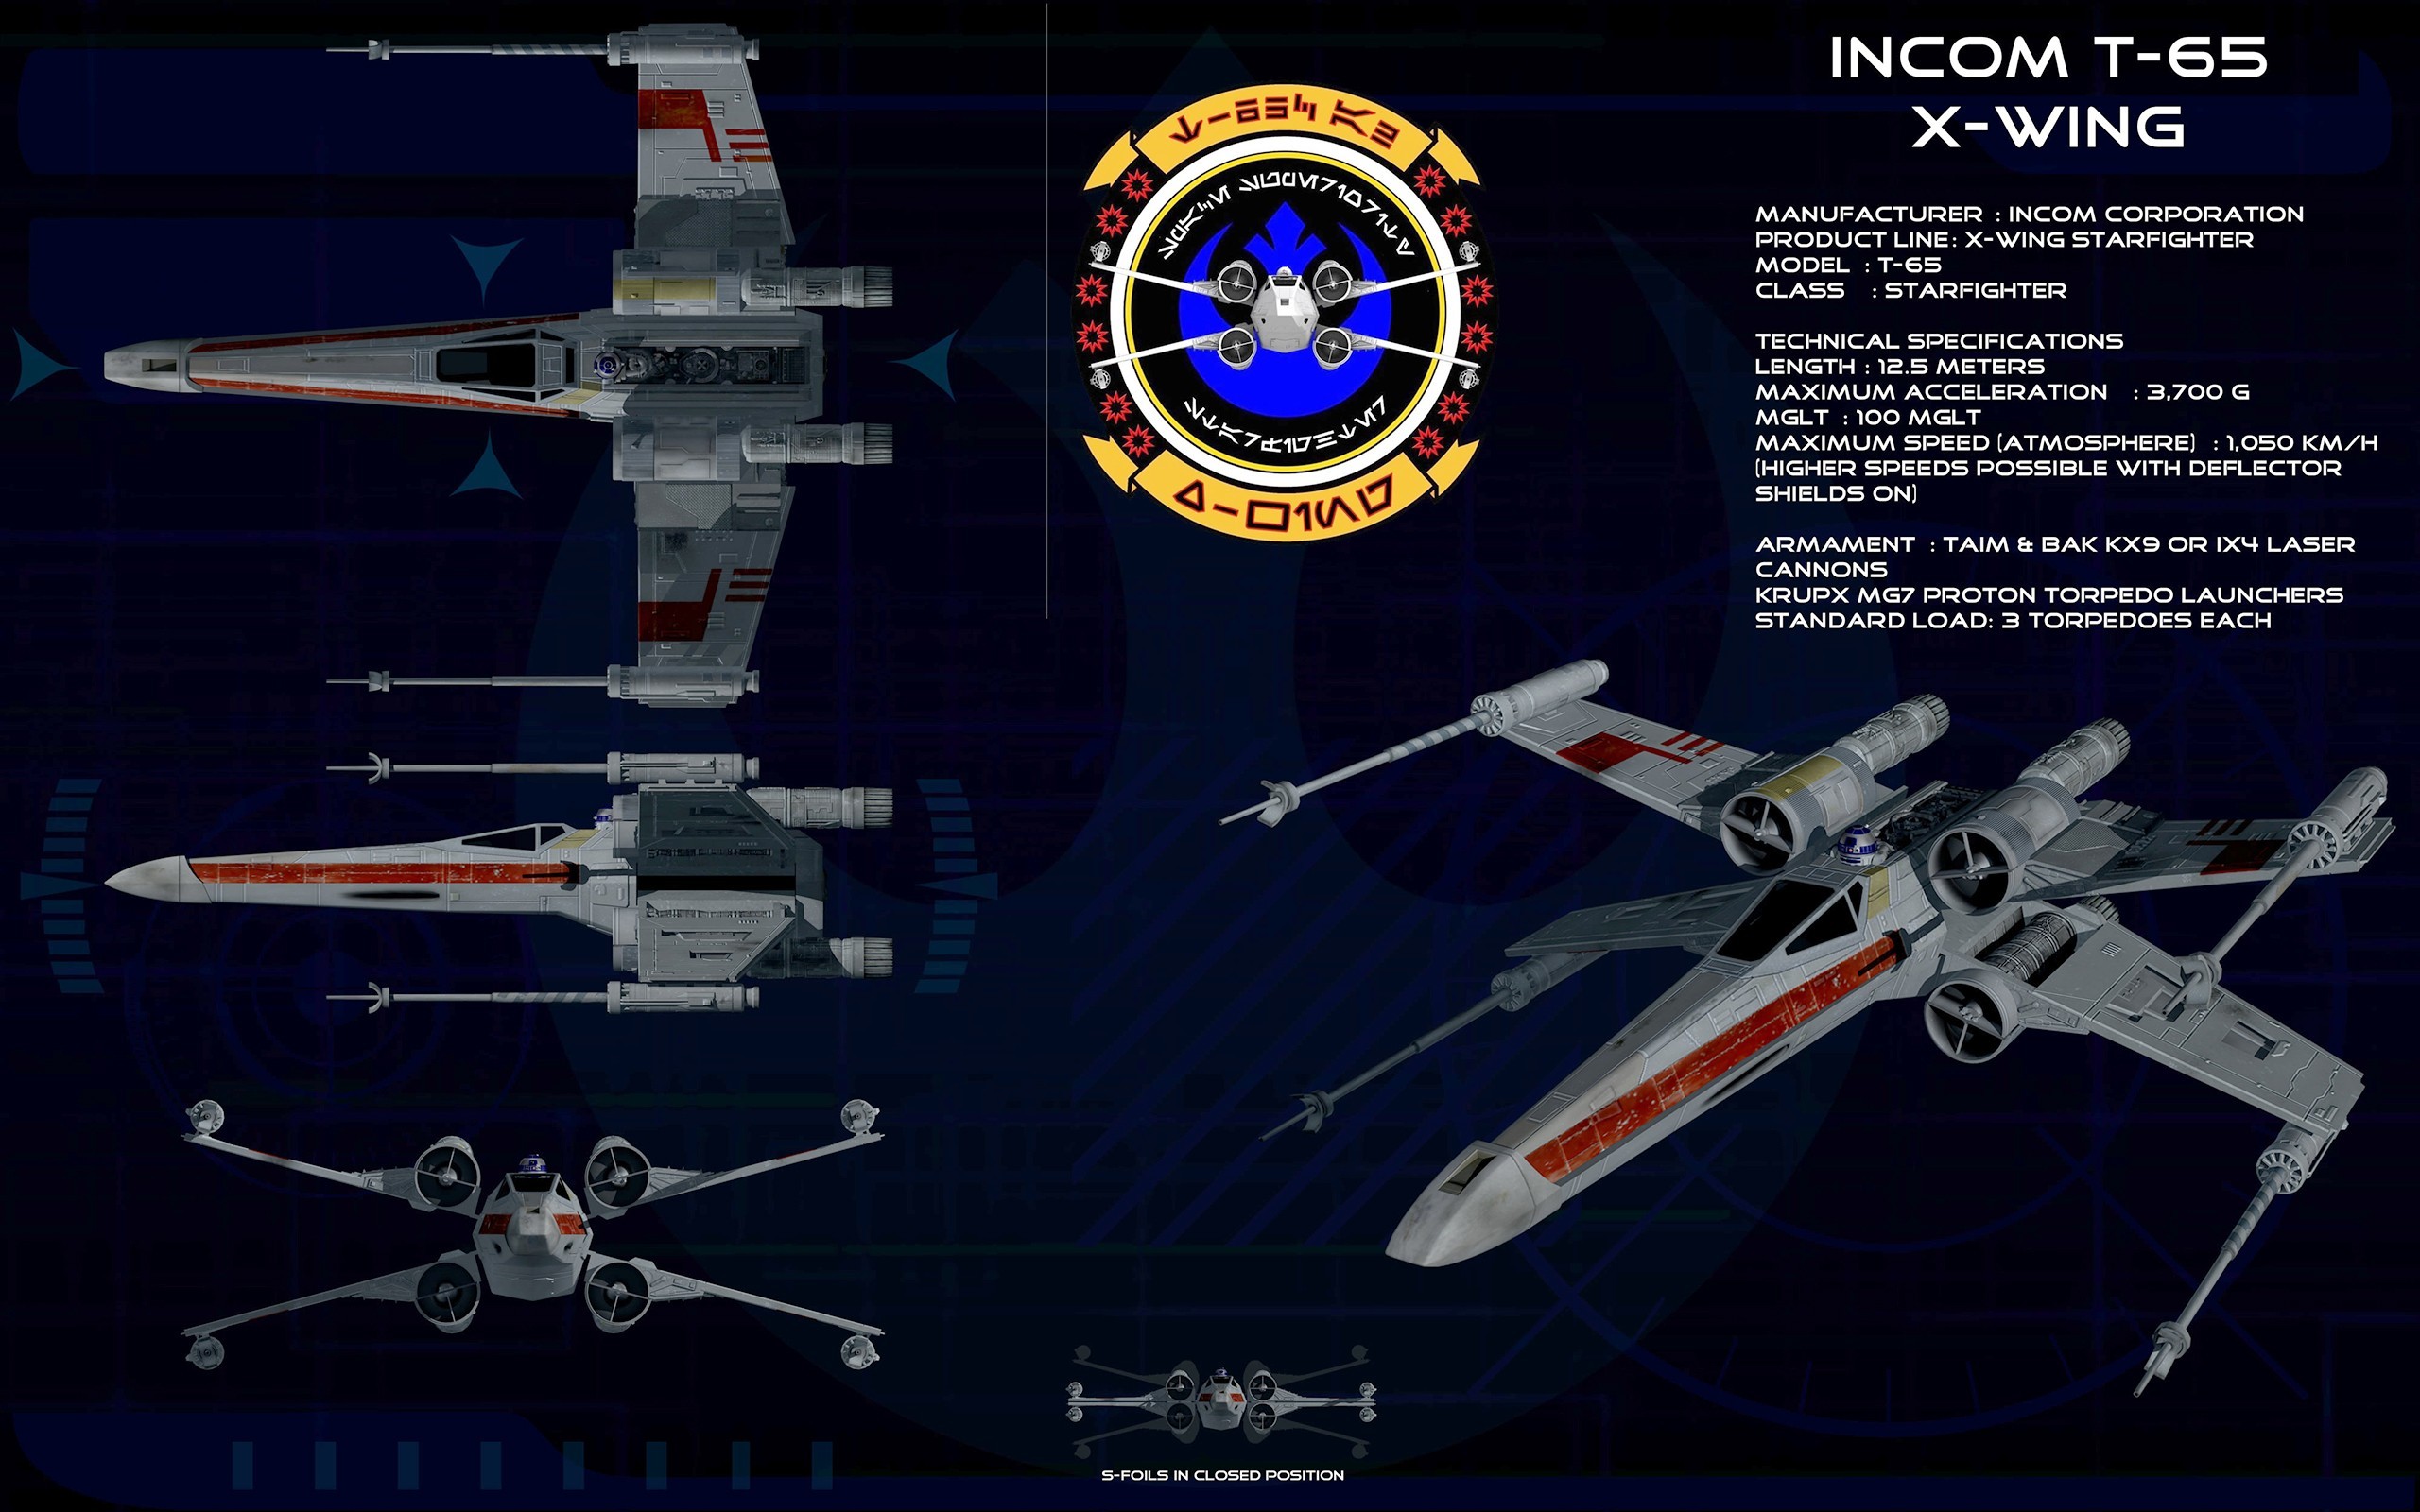 INCOM T-65
X-WING
MANUFACTURER : INCOM CORPORATION
PRODUCT LINE: X-WING STARFIGHTER
MODEL : T-65
CLASS : STARFIGHTER
TECHNICAL SPECIFICATIONS
LENGTH : 12.5 METERS
MAXIMUM ACCELERATION : 3,700 G
MGLT : 100 MGLT
MAXIMUM SPEED (ATMOSPHERE) : 1,050 KM/H
(HIGHER SPEEDS POSSIBLE WITH DEFLECTOR
SHIELDS ON)
ARMAMENT : TAIM & BAK KX9 OR IX4 LASER
CANNONS
KRUPX MG7 PROTON TORPEDO LAUNCHERS
STANDARD LOAD: 3 TORPEDOES EACH
S-FOILS IN CLOSED POSITION